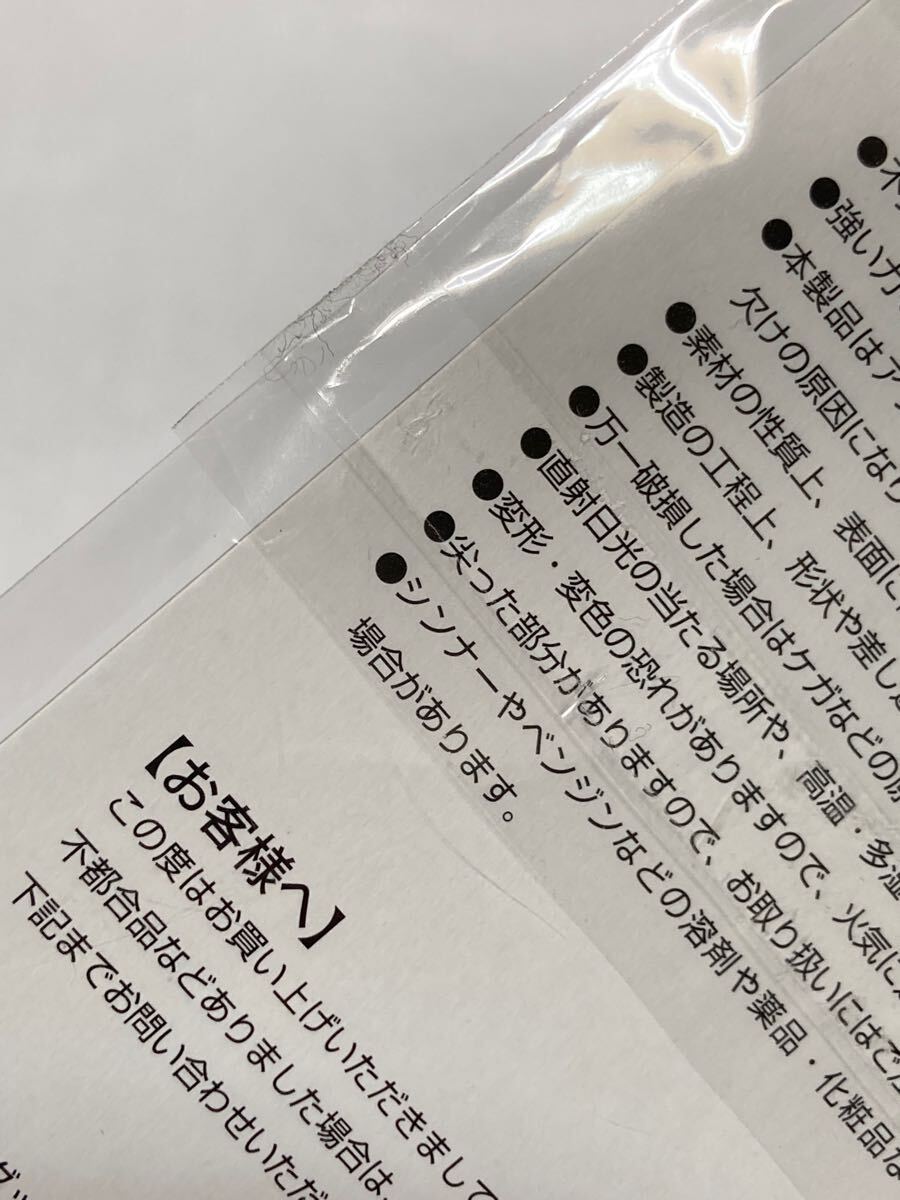 強い力
本製品はア
欠けの原因になり
●素材の性質上、表面に
●製造の工程上、形状や差し
●万一破損した場合はケガなどの原
●直射日光の当たる場所や、高温・多湿
●変形・変色の恐れがありますので、火気に
●尖った部分がありますので、お取り扱いにはご
●シンナーやベンジンなどの溶剤や薬品・化粧品な
場合があります。
【お客様へ】
この度はお買い上げいただきまして
不都合品などありました場合は、
下記までお問い合わせいただ